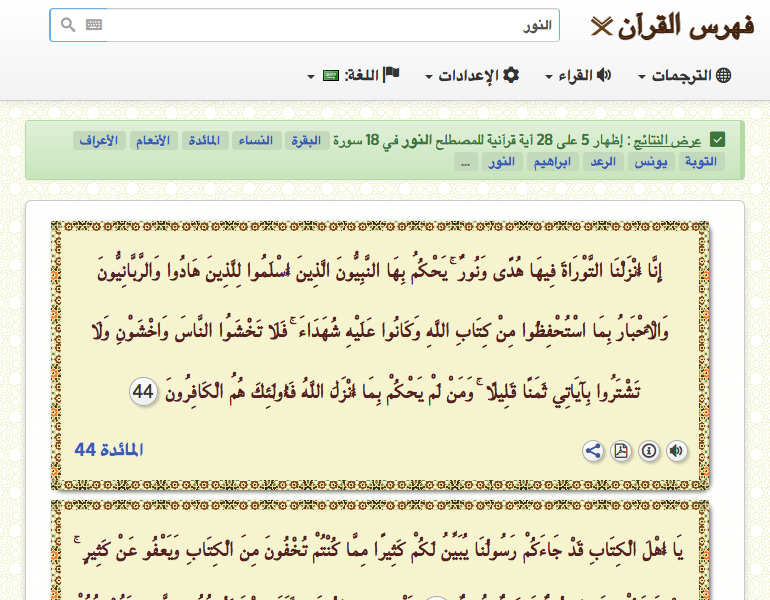 فهرس القرآن
النور
الترجمات
القراء
الإعدادات
اللغة:
عرض النتائج : إظهار 5 على 28 آية قرآنية للمصطلح النور في 18 سورة البقرة النساء المائدة الأنعام الأعراف
التوبة يونس الرعد ابراهيم النور ...
إِنَّا أَنْزَلْنَا التَّوْرَاةَ فِيهَا هُدًى وَنُورٌ ۚ يَحْكُمُ بِهَا النَّبِيُّونَ الَّذِينَ أَسْلَمُوا لِلَّذِينَ هَادُوا وَالرَّبَّانِيُّونَ
وَالْأَحْبَارُ بِمَا اسْتُحْفِظُوا مِنْ كِتَابِ اللَّهِ وَكَانُوا عَلَيْهِ شُهَدَاءَ ۚ فَلَا تَخْشَوُا النَّاسَ وَاخْشَوْنِ وَلَا
تَشْتَرُوا بِآيَاتِي ثَمَنًا قَلِيلًا ۚ وَمَنْ لَمْ يَحْكُمْ بِمَا أَنْزَلَ اللَّهُ فَأُولَئِكَ هُمُ الْكَافِرُونَ 44
المائدة 44
يَا أَهْلَ الْكِتَابِ قَدْ جَاءَكُمْ رَسُولُنَا يُبَيِّنُ لَكُمْ كَثِيرًا مِمَّا كُنْتُمْ تُخْفُونَ مِنَ الْكِتَابِ وَيَعْفُو عَنْ كَثِيرٍ ۚ